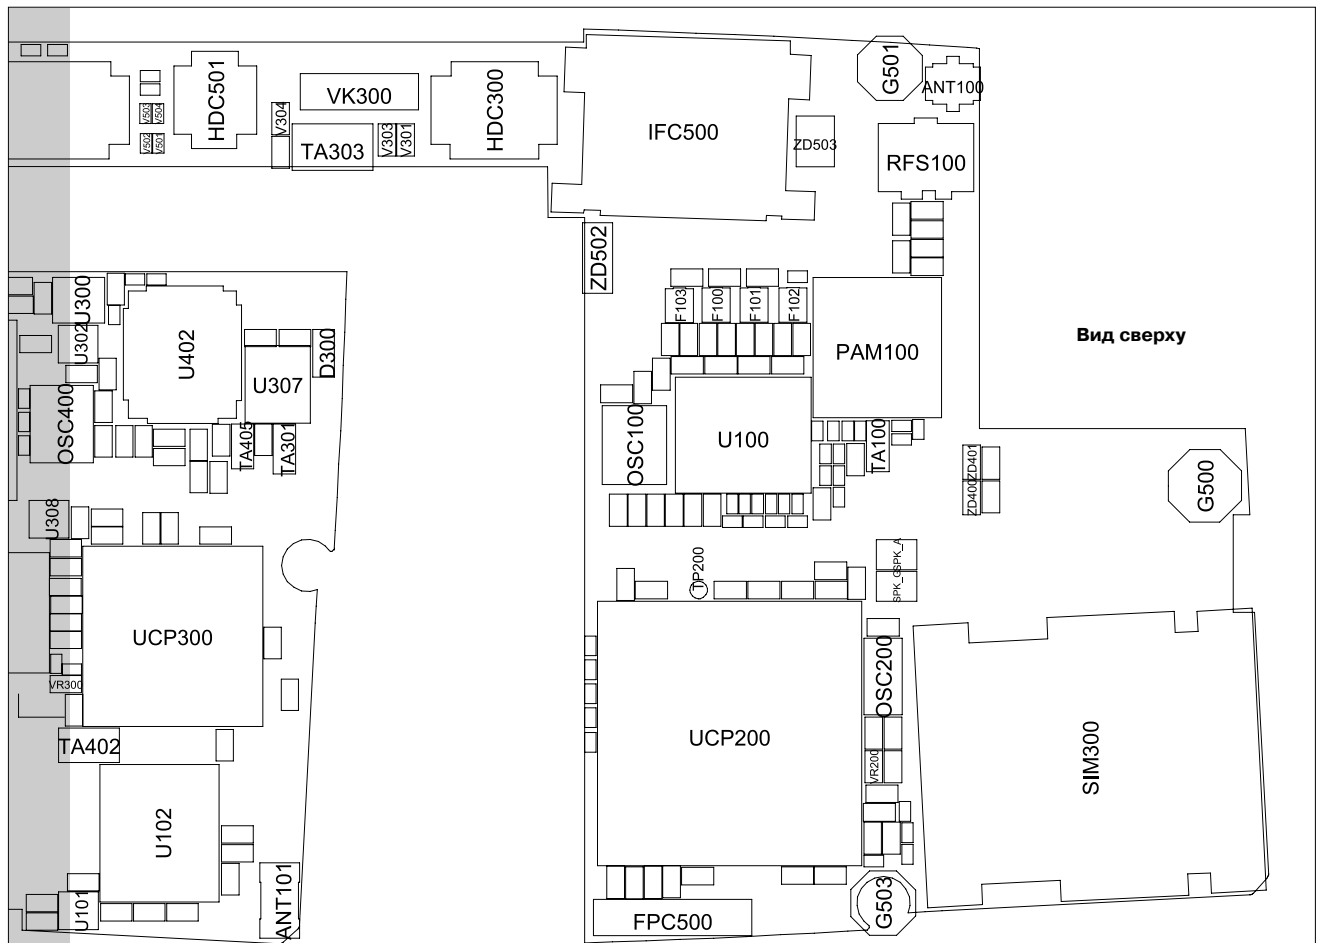 G501
ANT100
HDC501
VK300
HDC300
IFC500
V503
V504
V304
V502
V501
TA303
V303
V301
ZD503
RFS100
ZD502
U300
F103
F100
F101
F102
U302
U402
D300
PAM100
Вид сверху
U307
OSC400
TA405
TA301
OSC100
U100
TA100
ZD401
ZD400
G500
U308
SPK_A
SPK_G
TP200
UCP300
OSC200
VR300
TA402
UCP200
VR200
SIM300
U102
U101
ANT101
FPC500
G503